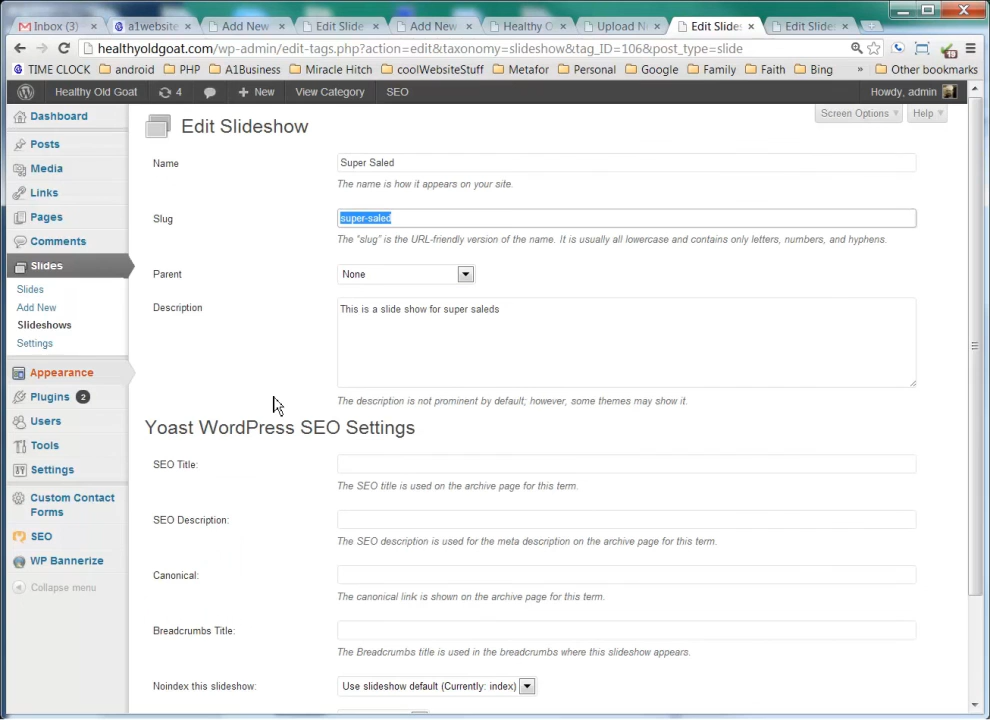 Inbox (3)
a1website
Add New
Edit Slide
Add New
Healthy O
Upload N
Edit Slide
Edit Slide
healthyoldgoat.com/wp-admin/edit-tags.php?action=edit&taxonomy=slideshow&tag_ID=106&post_type=slide
TIME CLOCK android PHP A1Business Miracle Hitch coolWebsiteStuff Metafor Personal Google Family Faith Bing » Other bookmarks
Healthy Old Goat 4 + New View Category SEO Howdy, admin
Screen Options Help
Dashboard
Posts
Media
Links
Pages
Comments
Slides
Slides
Add New
Slideshows
Settings
Appearance
Plugins 2
Users
Tools
Settings
Custom Contact
Forms
SEO
WP Bannerize
Collapse menu
Edit Slideshow
Name
Super Saled
The name is how it appears on your site.
Slug
super-saled
The “slug” is the URL-friendly version of the name. It is usually all lowercase and contains only letters, numbers, and hyphens.
Parent
None
Description
This is a slide show for super saleds
The description is not prominent by default; however, some themes may show it.
Yoast WordPress SEO Settings
SEO Title:
The SEO title is used on the archive page for this term.
SEO Description:
The SEO description is used for the meta description on the archive page for this term.
Canonical:
The canonical link is shown on the archive page for this term.
Breadcrumbs Title:
The Breadcrumbs title is used in the breadcrumbs where this slideshow appears.
Noindex this slideshow:
Use slideshow default (Currently: index)